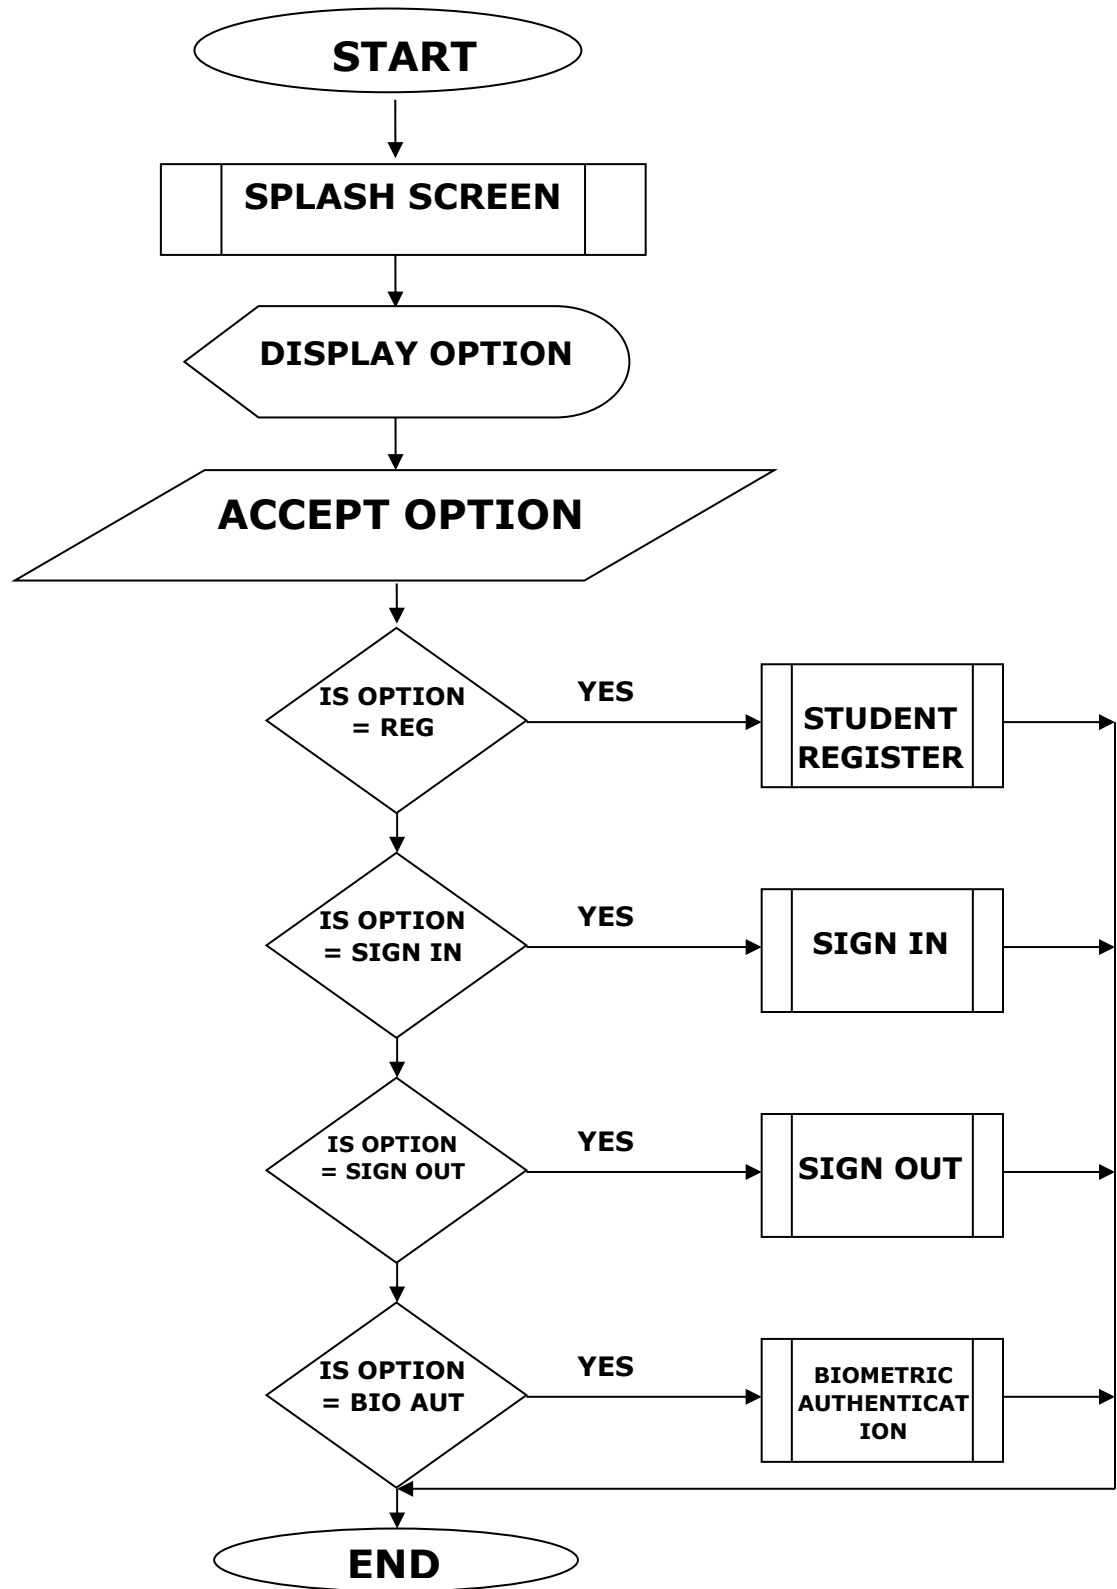 START
SPLASH SCREEN
DISPLAY OPTION
ACCEPT OPTION
IS OPTION
= REG
YES
STUDENT
REGISTER
IS OPTION
= SIGN IN
YES
SIGN IN
IS OPTION
= SIGN OUT
YES
SIGN OUT
IS OPTION
= BIO AUT
YES
BIOMETRIC
AUTHENTICAT
ION
END